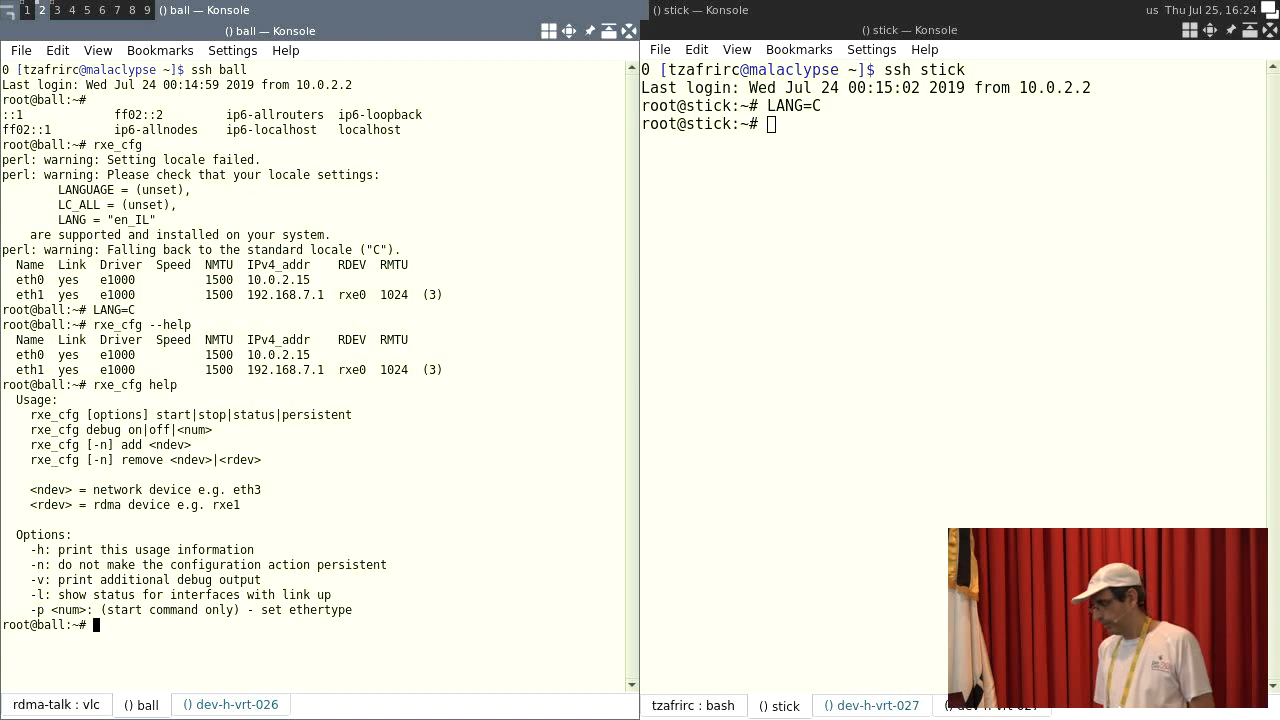 1 2 3 4 5 6 7 8 9 () ball — Konsole
() stick — Konsole
us Thu Jul 25, 16:24
() ball — Konsole
File Edit View Bookmarks Settings Help
0 [tzafrirc@malaclypse ~]$ ssh ball
Last login: Wed Jul 24 00:14:59 2019 from 10.0.2.2
root@ball:~#
::1 ff02::2 ip6-allrouters ip6-loopback
ff02::1 ip6-allnodes ip6-localhost localhost
root@ball:~# rxe_cfg
perl: warning: Setting locale failed.
perl: warning: Please check that your locale settings:
LANGUAGE = (unset),
LC_ALL = (unset),
LANG = "en_IL"
are supported and installed on your system.
perl: warning: Falling back to the standard locale ("C").
Name Link Driver Speed NMTU IPv4_addr RDEV RMTU
eth0 yes e1000 1500 10.0.2.15
eth1 yes e1000 1500 192.168.7.1 rxe0 1024 (3)
root@ball:~# LANG=C
root@ball:~# rxe_cfg --help
Name Link Driver Speed NMTU IPv4_addr RDEV RMTU
eth0 yes e1000 1500 10.0.2.15
eth1 yes e1000 1500 192.168.7.1 rxe0 1024 (3)
root@ball:~# rxe_cfg help
Usage:
rxe_cfg [options] start|stop|status|persistent
rxe_cfg debug on|off|<num>
rxe_cfg [-n] add <ndev>
rxe_cfg [-n] remove <ndev>|<rdev>
<ndev> = network device e.g. eth3
<rdev> = rdma device e.g. rxe1
Options:
-h: print this usage information
-n: do not make the configuration action persistent
-v: print additional debug output
-l: show status for interfaces with link up
-p <num>: (start command only) - set ethertype
root@ball:~#
rdma-talk : vlc
() ball
() dev-h-vrt-026
() stick — Konsole
File Edit View Bookmarks Settings Help
0 [tzafrirc@malaclypse ~]$ ssh stick
Last login: Wed Jul 24 00:15:02 2019 from 10.0.2.2
root@stick:~# LANG=C
root@stick:~#
tzafrirc : bash
() stick
() dev-h-vrt-027
() dev-h-vrt-027